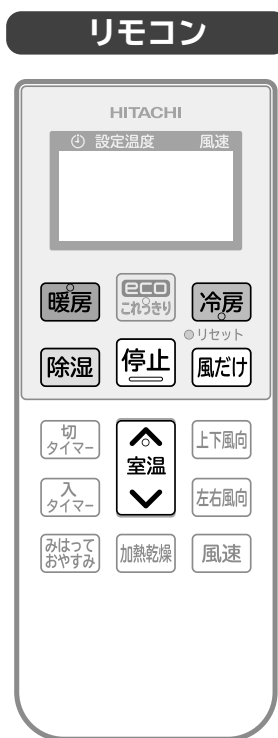 リモコン
HITACHI
設定温度 風速
暖房 eco これっきり 冷房
リセット
除湿 停止 風だけ
切タイマー 室温 上下風向
入タイマー 左右風向
みはっておやすみ 加熱乾燥 風速